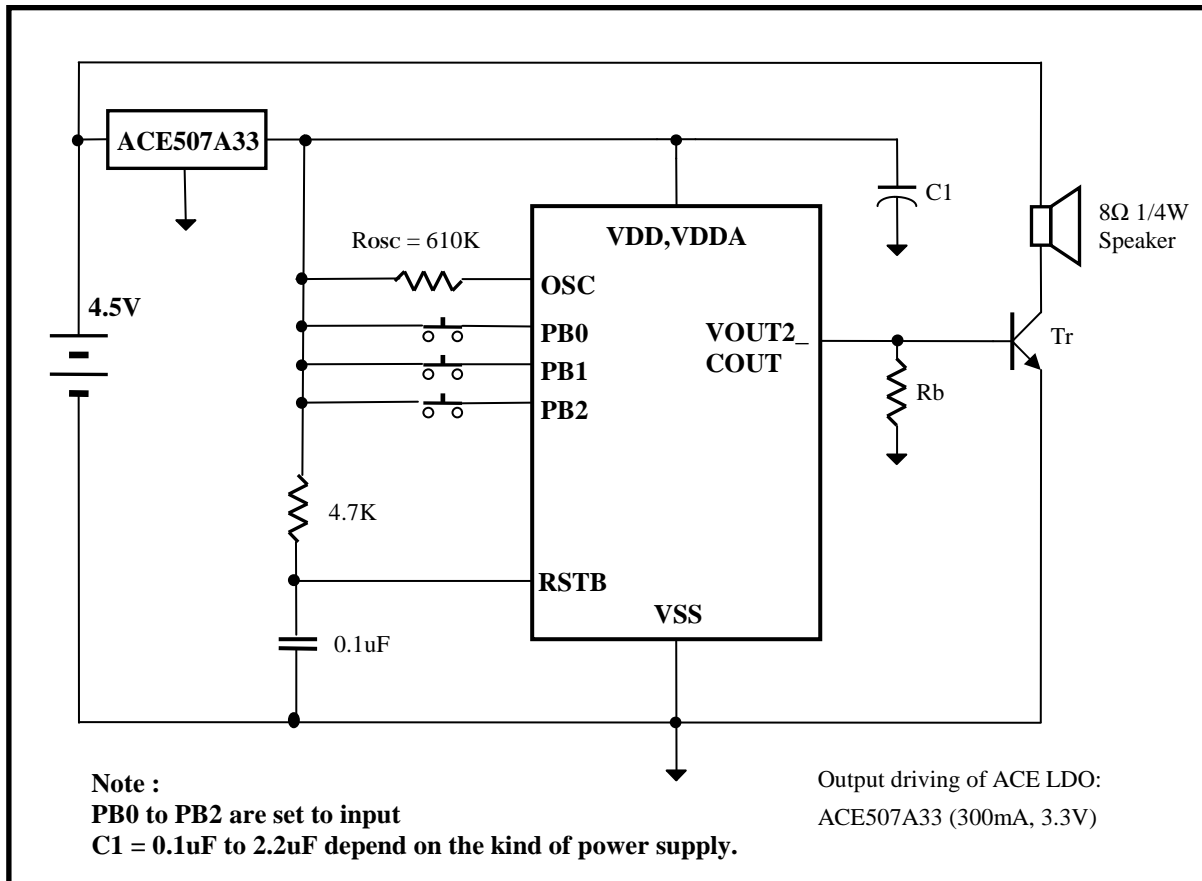 ACE507A33
C1
8Ω 1/4W
Speaker
VDD,VDDA
Rosc = 610K
OSC
4.5V
PB0
VOUT2_
COUT
Tr
PB1
PB2
Rb
4.7K
RSTB
VSS
0.1uF
Note :
PB0 to PB2 are set to input
C1 = 0.1uF to 2.2uF depend on the kind of power supply.
Output driving of ACE LDO:
ACE507A33 (300mA, 3.3V)